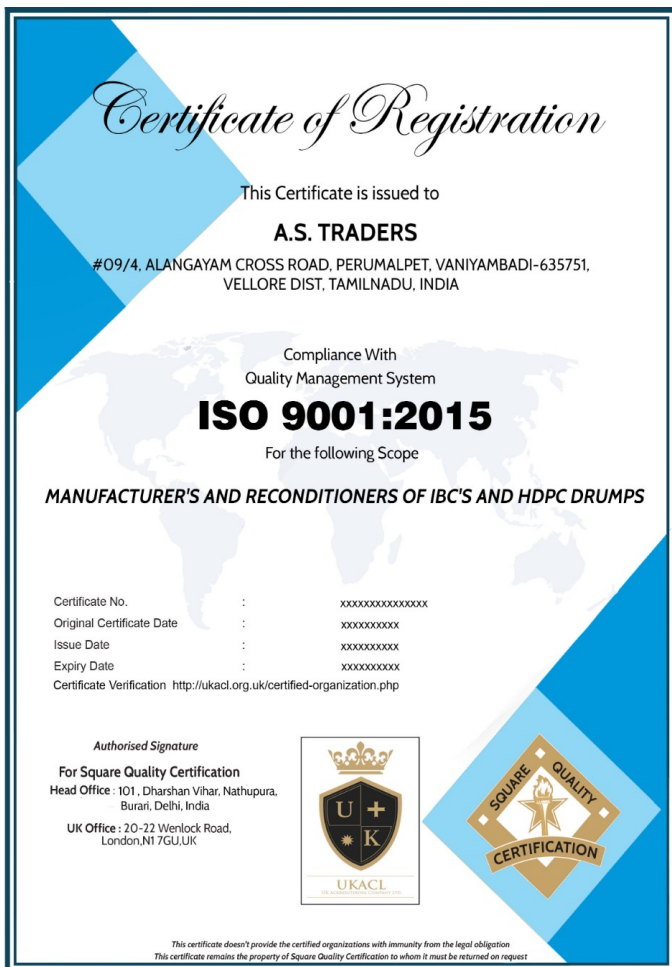 Certificate of Registration
This Certificate is issued to
A.S. TRADERS
#09/4, ALANGAYAM CROSS ROAD, PERUMALPET, VANIYAMBADI-635751,
VELLORE DIST, TAMILNADU, INDIA
Compliance With
Quality Management System
ISO 9001:2015
For the following Scope
MANUFACTURER'S AND RECONDITIONERS OF IBC'S AND HDPC DRUMPS
Certificate No. : xxxxxxxxxxxxxxx
Original Certificate Date : xxxxxxxxxx
Issue Date : xxxxxxxxxx
Expiry Date : xxxxxxxxxx
Certificate Verification http://ukacl.org.uk/certified-organization.php
Authorised Signature
For Square Quality Certification
Head Office : 101 , Dharshan Vihar, Nathupura,
Burari, Delhi, India
UK Office : 20-22 Wenlock Road,
London,N1 7GU,UK
U +
K
UKACL
SQUARE QUALITY
CERTIFICATION
This certificate doesn't provide the certified organizations with immunity from the legal obligation
This certificate remains the property of Square Quality Certification to whom it must be returned on request